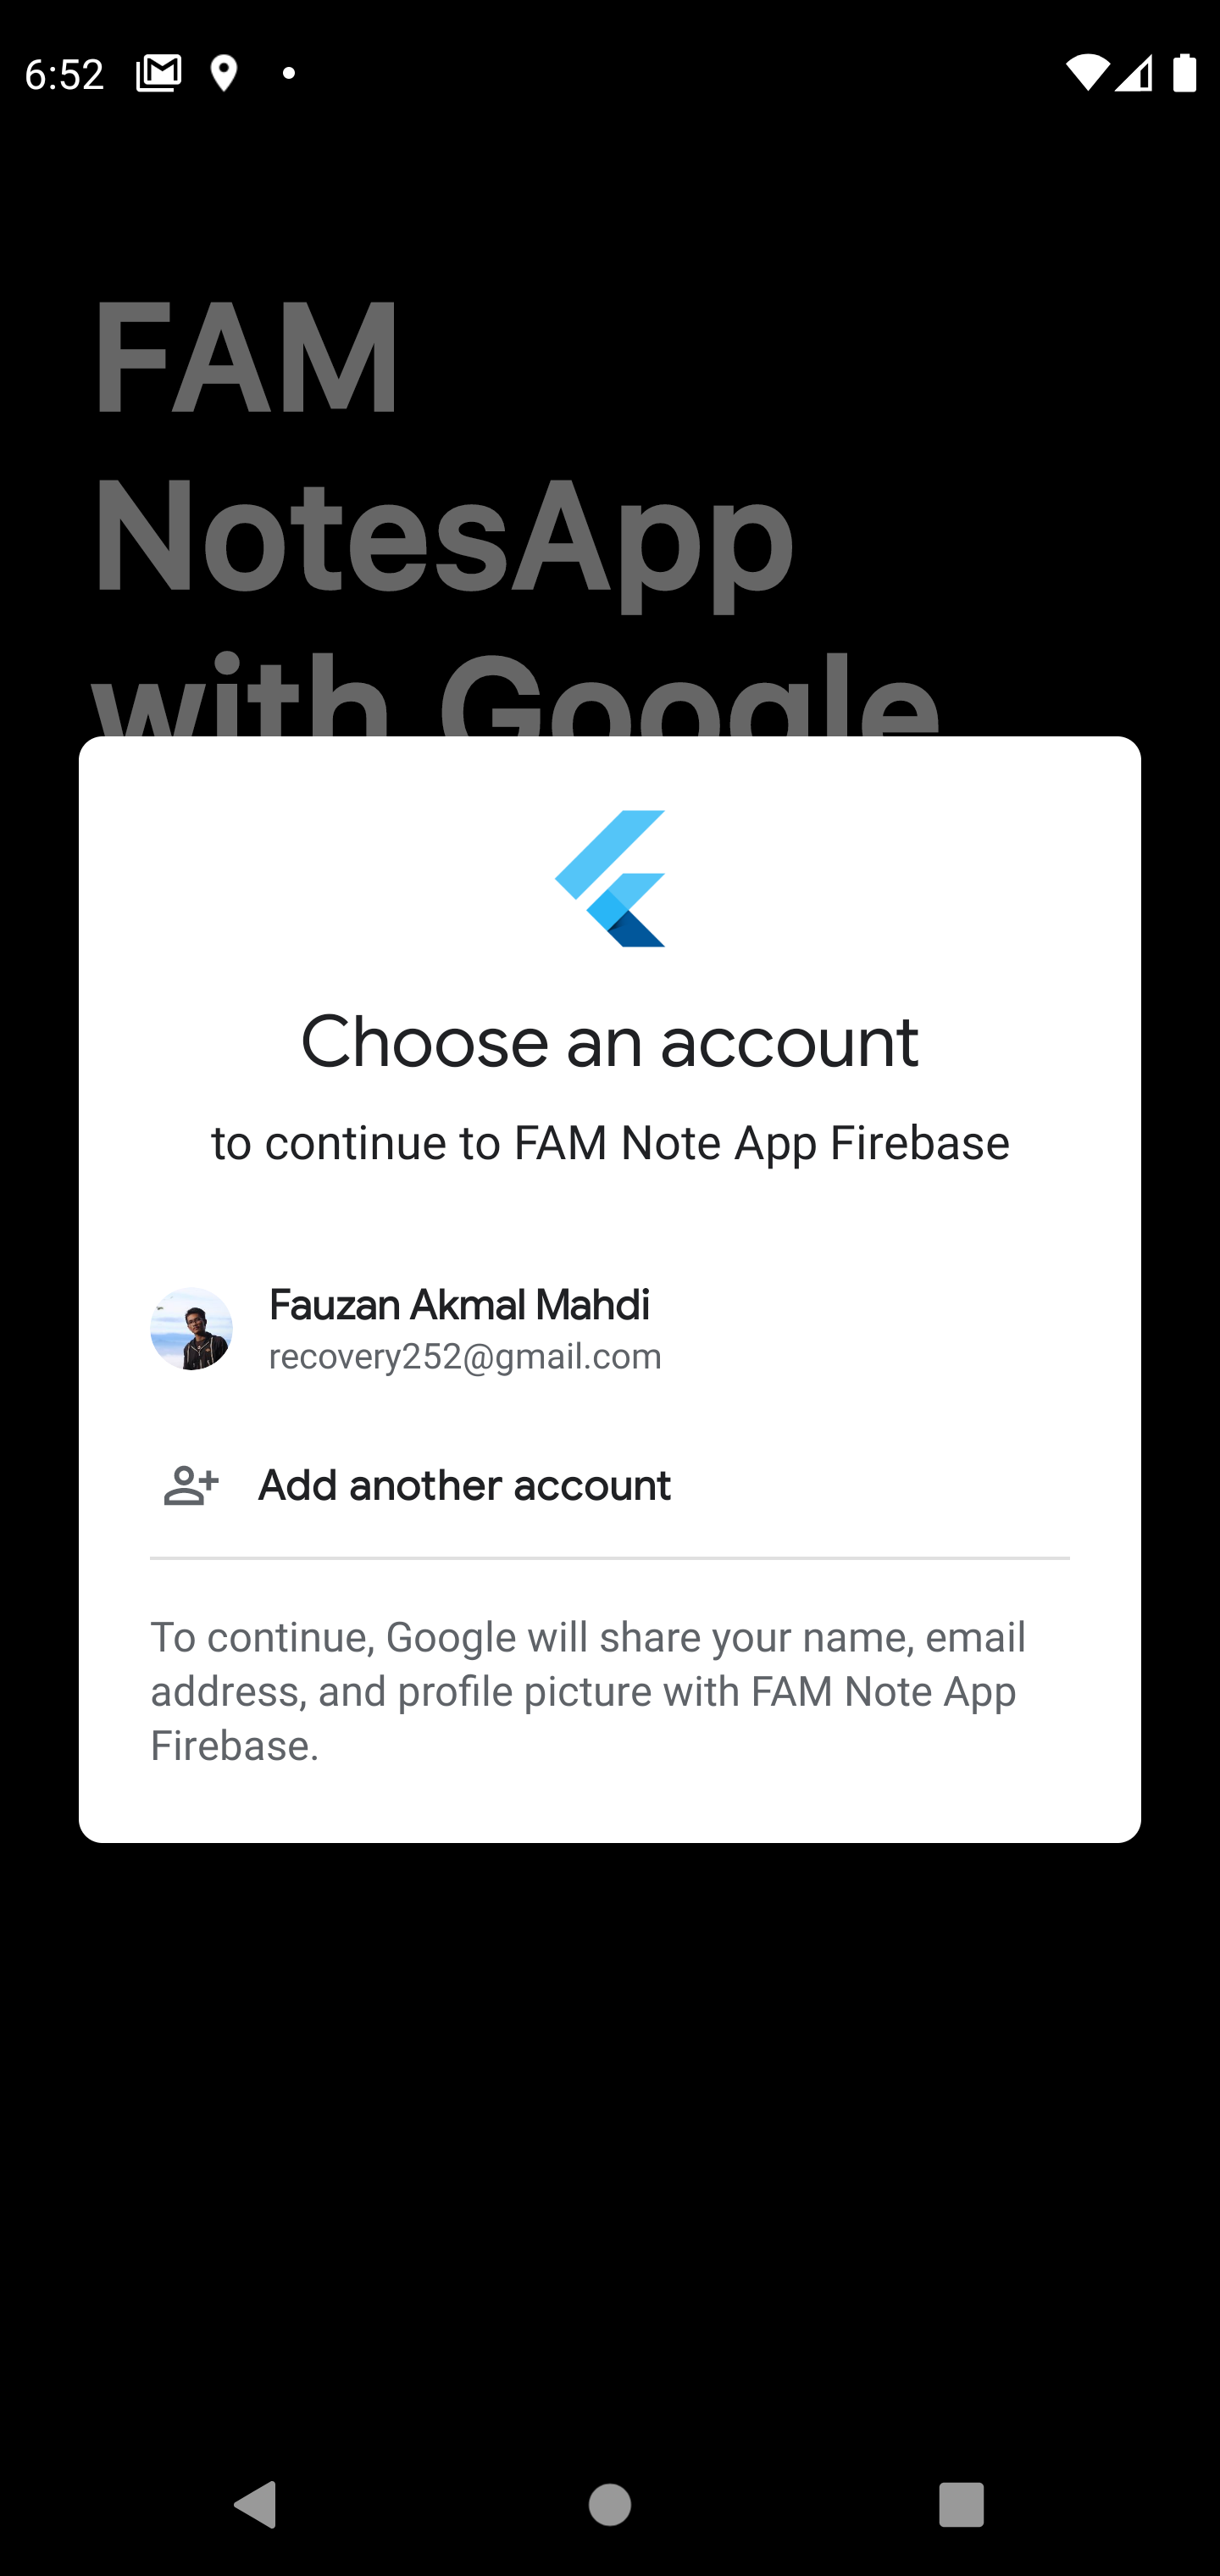 6:52
FAM
NotesApp
with Google
Choose an account
to continue to FAM Note App Firebase
Fauzan Akmal Mahdi
recovery252@gmail.com
Add another account
To continue, Google will share your name, email
address, and profile picture with FAM Note App
Firebase.